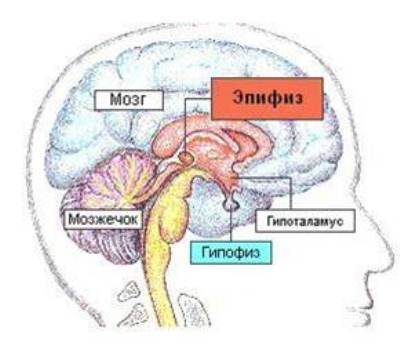 Мозг
Эпифиз
Мозжечок
Гипоталамус
Гипофиз